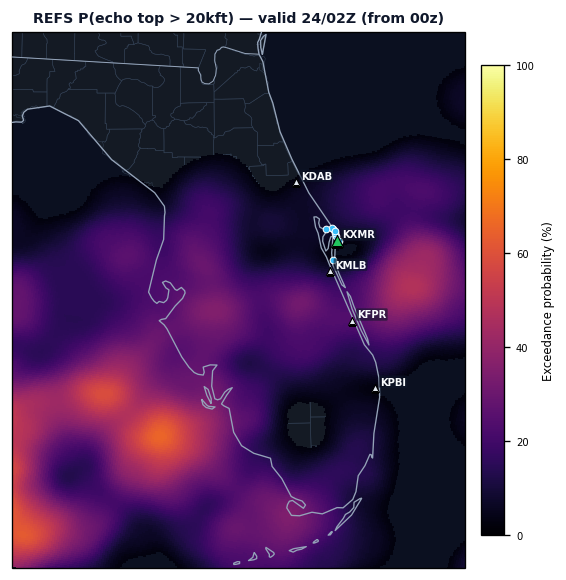 REFS P(echo top > 20kft) — valid 24/02Z (from 00z)
KDAB
KXMR
KMLB
KFPR
KPBI
100
80
60
40
20
0
Exceedance probability (%)